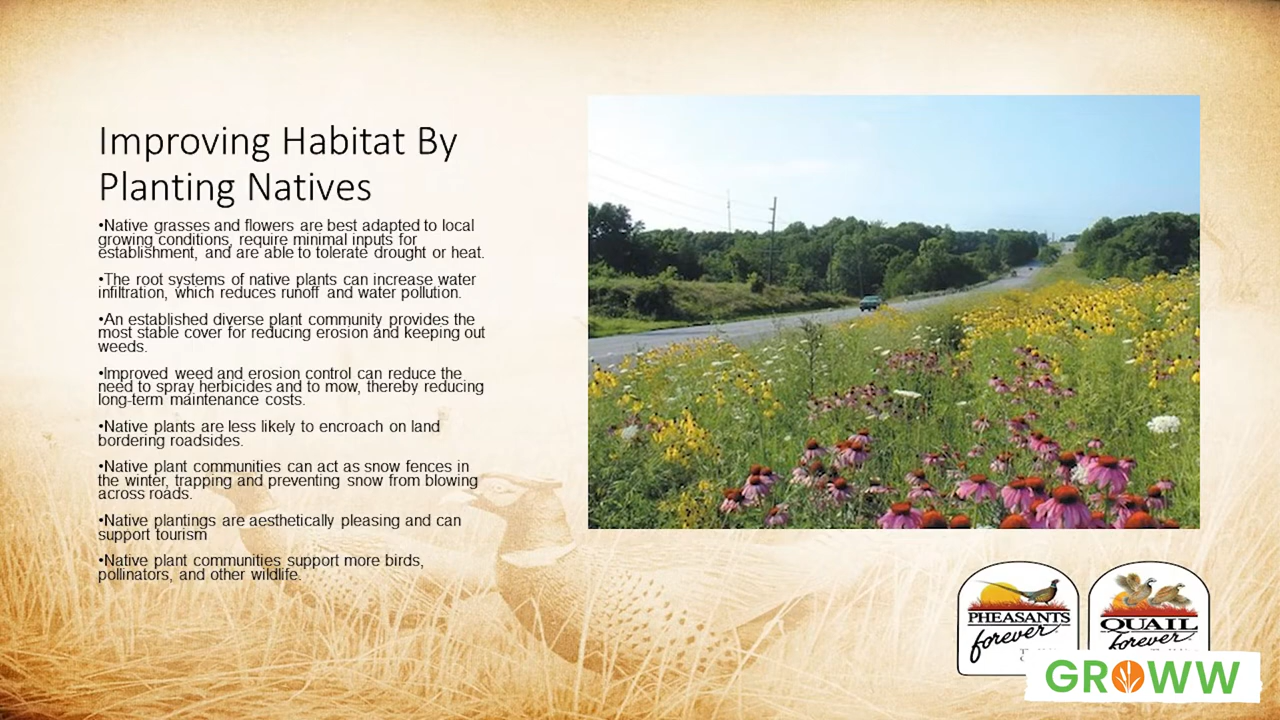 Improving Habitat By
Planting Natives
•Native grasses and flowers are best adapted to local
growing conditions, require minimal inputs for
establishment, and are able to tolerate drought or heat.
•The root systems of native plants can increase water
infiltration, which reduces runoff and water pollution.
•An established diverse plant community provides the
most stable cover for reducing erosion and keeping out
weeds.
•Improved weed and erosion control can reduce the
need to spray herbicides and to mow, thereby reducing
long-term maintenance costs.
•Native plants are less likely to encroach on land
bordering roadsides.
•Native plant communities can act as snow fences in
the winter, trapping and preventing snow from blowing
across roads.
•Native plantings are aesthetically pleasing and can
support tourism
•Native plant communities support more birds,
pollinators, and other wildlife.
PHEASANTS
forever
QUAIL
forever
GROWW